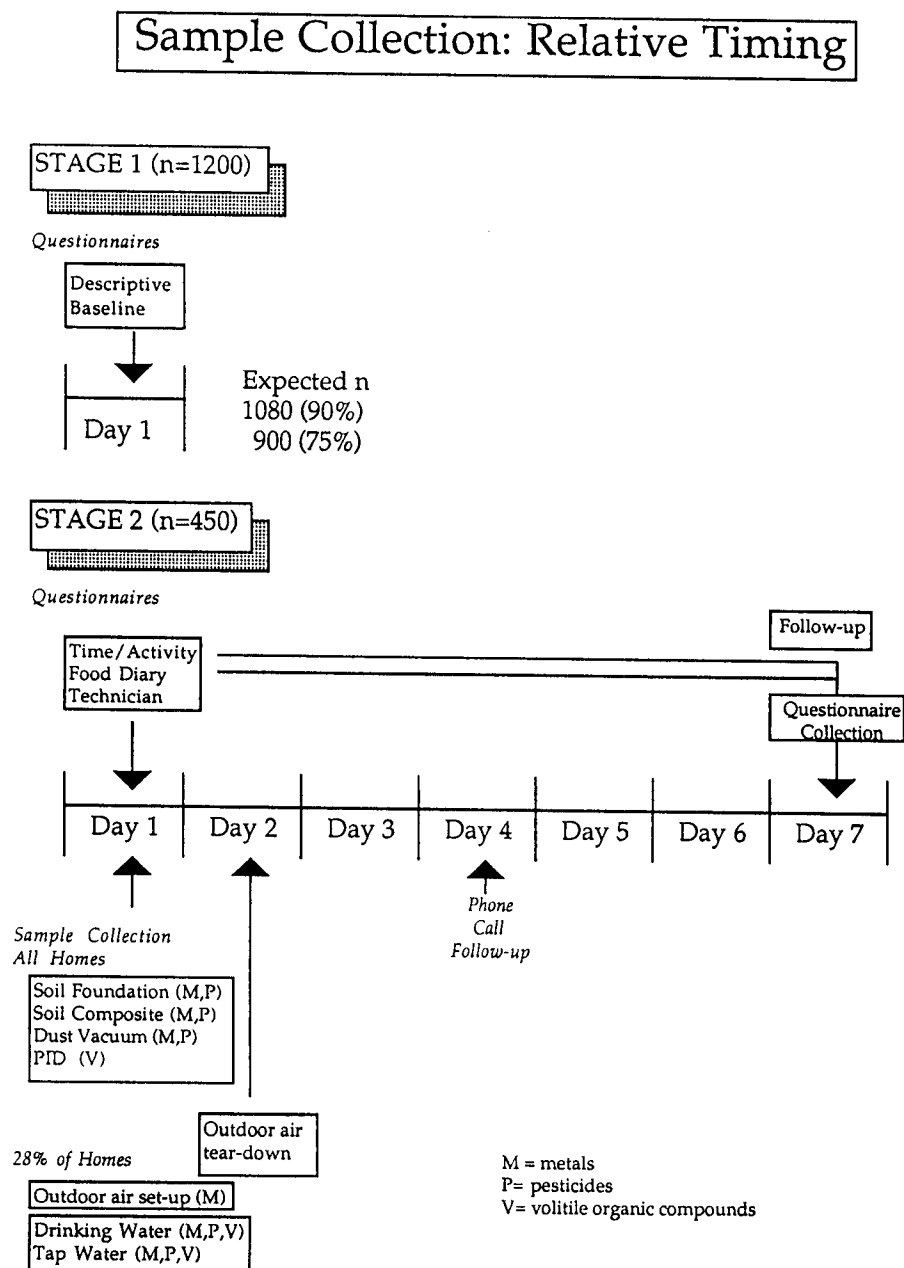 Sample Collection: Relative Timing
STAGE 1 (n=1200)
Questionnaires
Descriptive
Baseline
Day 1
Expected n
1080 (90%)
900 (75%)
STAGE 2 (n=450)
Questionnaires
Time/Activity
Food Diary
Technician
Follow-up
Questionnaire
Collection
Day 1
Day 2
Day 3
Day 4
Day 5
Day 6
Day 7
Phone
Call
Follow-up
Sample Collection
All Homes
Soil Foundation (M,P)
Soil Composite (M,P)
Dust Vacuum (M,P)
PID (V)
Outdoor air
tear-down
28% of Homes
Outdoor air set-up (M)
Drinking Water (M,P,V)
Tap Water (M,P,V)
M = metals
P= pesticides
V= volitile organic compounds